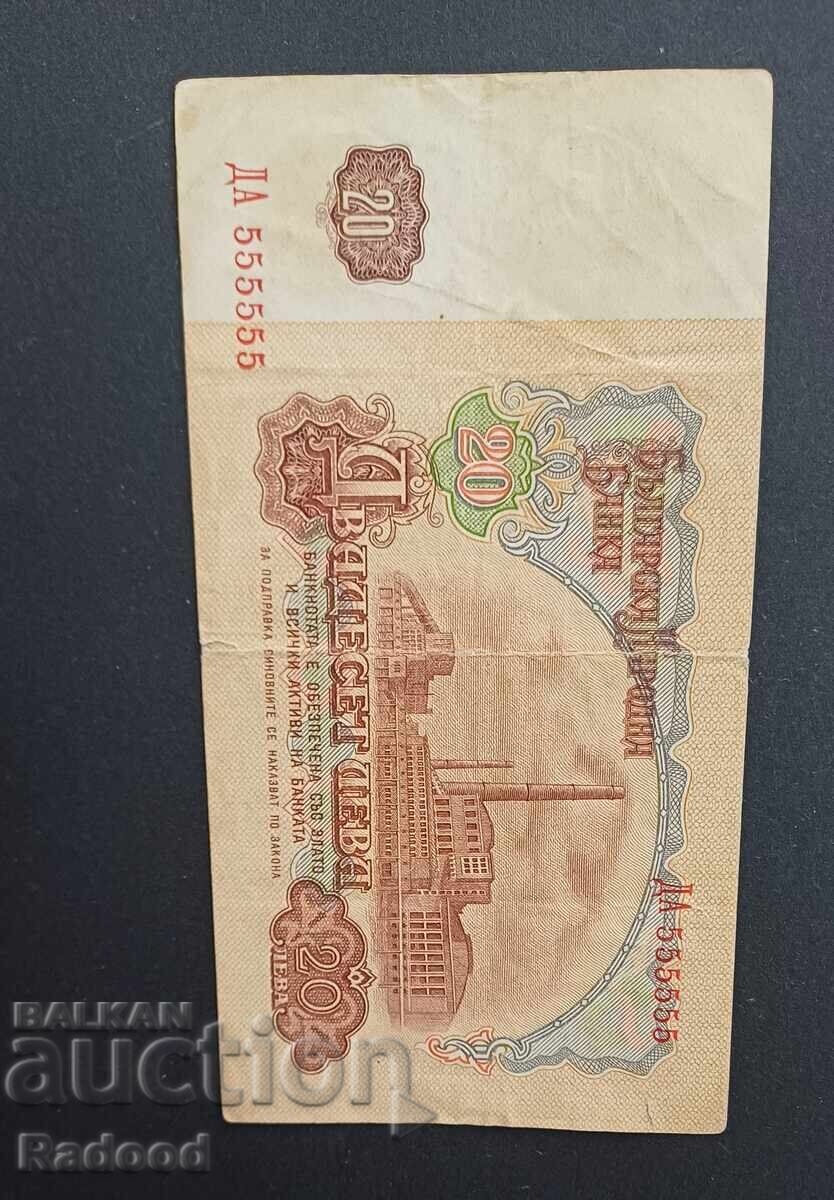 БЪЛГАРСКА НАРОДНА
БАНКА
ДА 555555
20
20
ДВАДЕСЕТ ЛЕВА
БАНКНОТАТА Е ОБЕЗПЕЧЕНА СЪС ЗЛАТО
И ВСИЧКИ АКТИВИ НА БАНКАТА
ЗА ПОДПРАВКА ВИНОВНИТЕ СЕ НАКАЗВАТ ПО ЗАКОНА
ДА 555555
20
ЛЕВА
BALKAN
auction
Radood